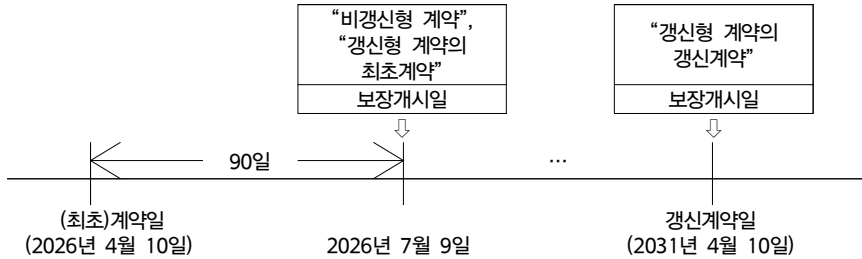 “비갱신형 계약”,
“갱신형 계약의
최초계약”
보장개시일
“갱신형 계약의
갱신계약”
보장개시일
90일
...
(최초)계약일
(2026년 4월 10일)
2026년 7월 9일
갱신계약일
(2031년 4월 10일)